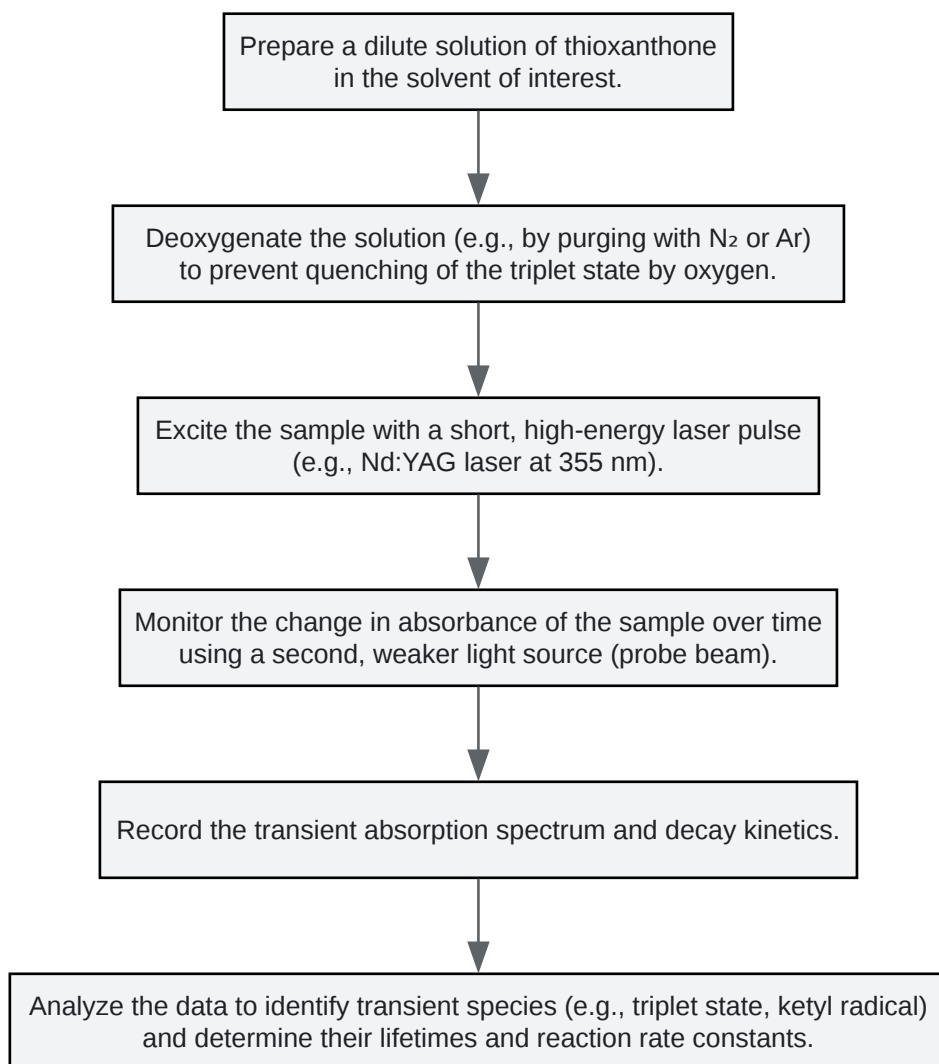 Prepare a dilute solution of thioxanthone
in the solvent of interest.
Deoxygenate the solution (e.g., by purging with N₂ or Ar)
to prevent quenching of the triplet state by oxygen.
Excite the sample with a short, high-energy laser pulse
(e.g., Nd:YAG laser at 355 nm).
Monitor the change in absorbance of the sample over time
using a second, weaker light source (probe beam).
Record the transient absorption spectrum and decay kinetics.
Analyze the data to identify transient species (e.g., triplet state, ketyl radical)
and determine their lifetimes and reaction rate constants.